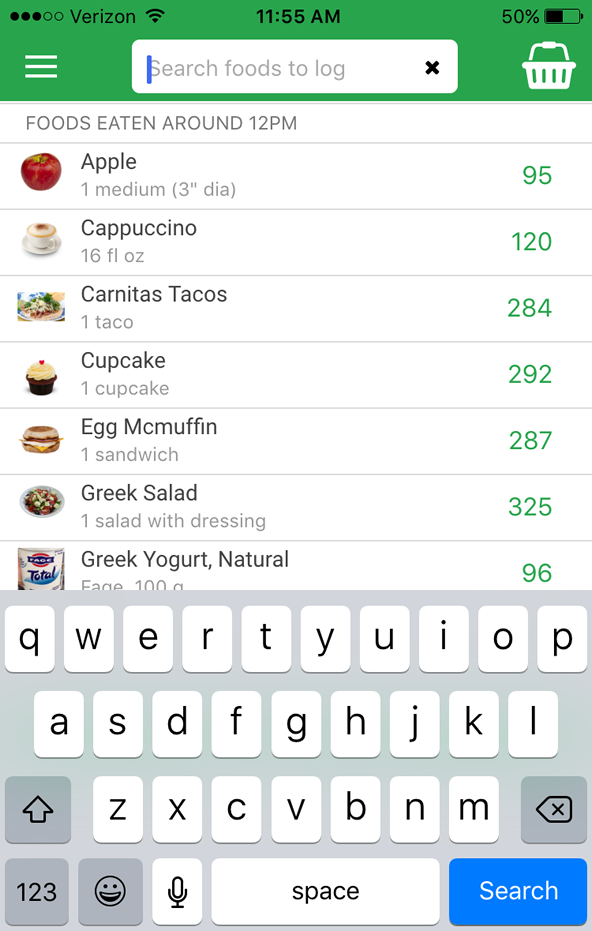 Verizon 11:55 AM 50%
Search foods to log
FOODS EATEN AROUND 12PM
Apple
1 medium (3" dia)
95
Cappuccino
16 fl oz
120
Carnitas Tacos
1 taco
284
Cupcake
1 cupcake
292
Egg Mcmuffin
1 sandwich
287
Greek Salad
1 salad with dressing
325
FAGE
Total
Greek Yogurt, Natural
Fage, 100 g
96
q w e r t y u i o p
a s d f g h j k l
z x c v b n m
123 space Search